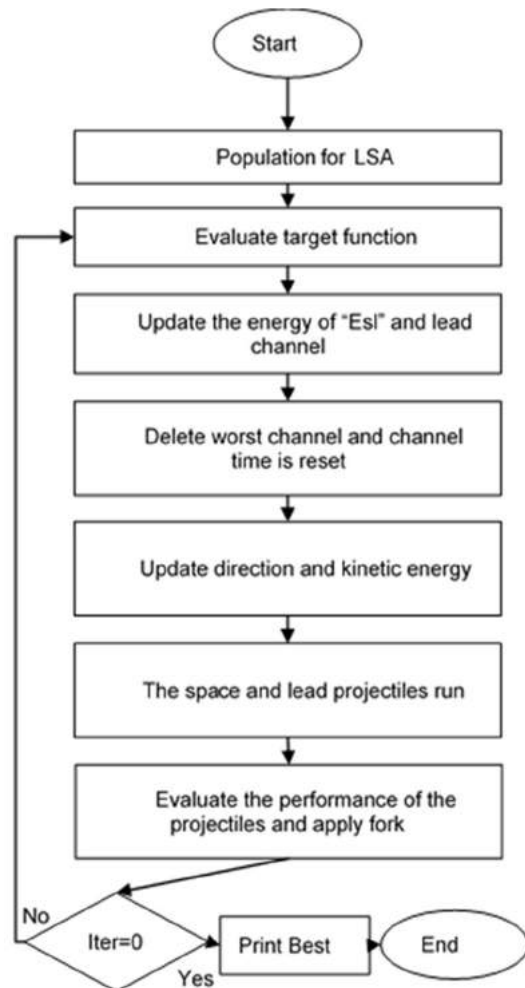 Start
Population for LSA
Evaluate target function
Update the energy of “Esl” and lead
channel
Delete worst channel and channel
time is reset
Update direction and kinetic energy
The space and lead projectiles run
Evaluate the performance of the
projectiles and apply fork
No
Iter=0
Yes
Print Best
End